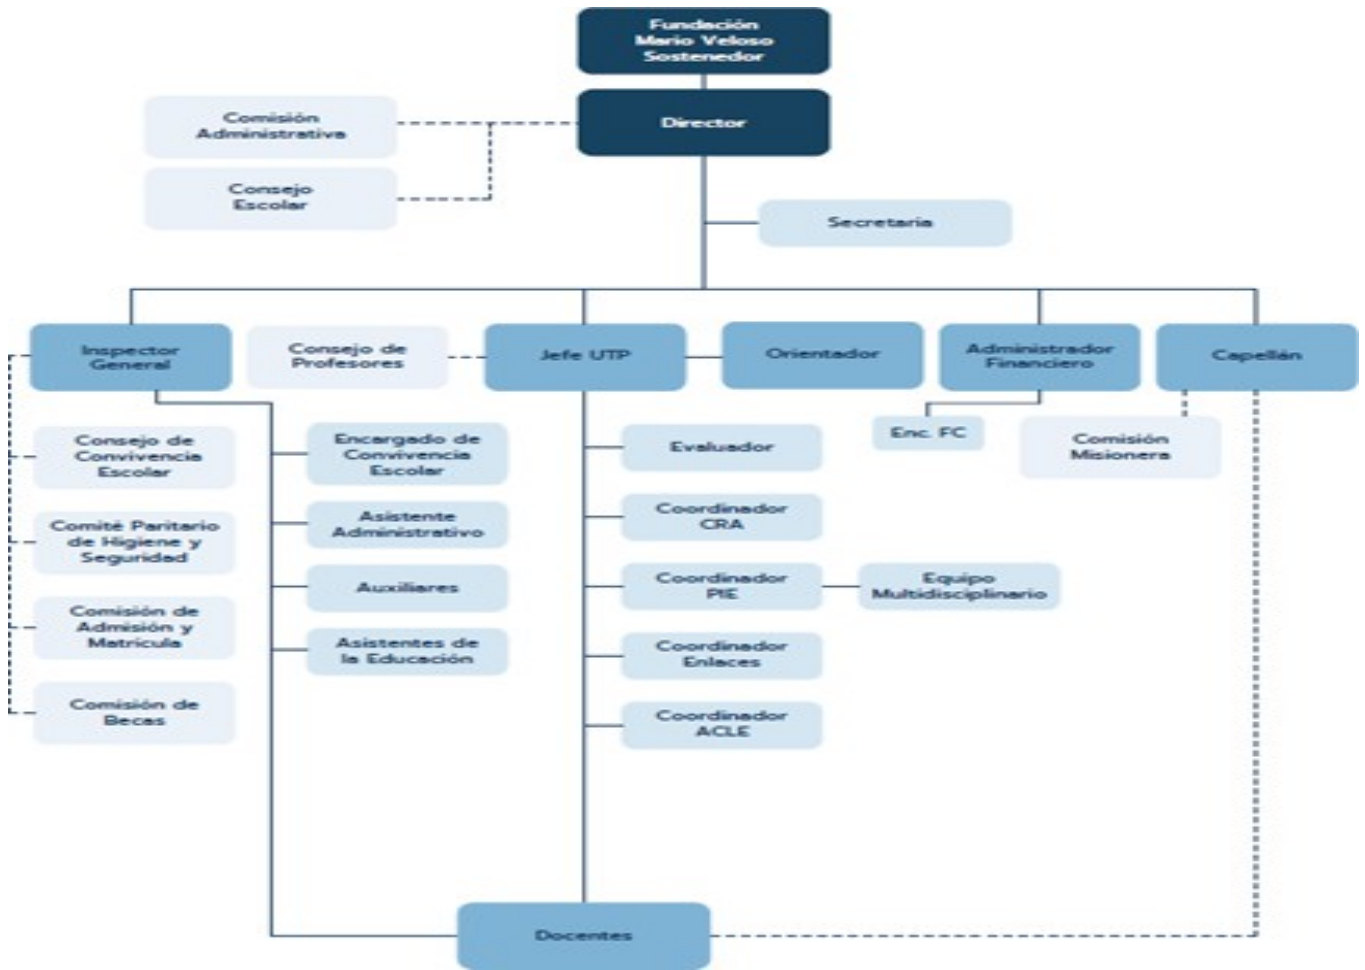 Fundación
Mario Veloso
Sostenedor
Director
Comisión
Administrativa
Consejo
Escolar
Secretaria
Inspector
General
Consejo de
Profesores
Jefe UTP
Orientador
Administrador
Financiero
Capellán
Consejo de
Convivencia
Escolar
Comité Paritario
de Higiene y
Seguridad
Comisión de
Admisión y
Matrícula
Comisión de
Becas
Encargado de
Convivencia
Escolar
Asistente
Administrativo
Auxiliares
Asistentes de
la Educación
Evaluador
Coordinador
CRA
Coordinador
PIE
Equipo
Multidisciplinario
Coordinador
Enlaces
Coordinador
ACLE
Enc. FC
Comisión
Misionera
Docentes